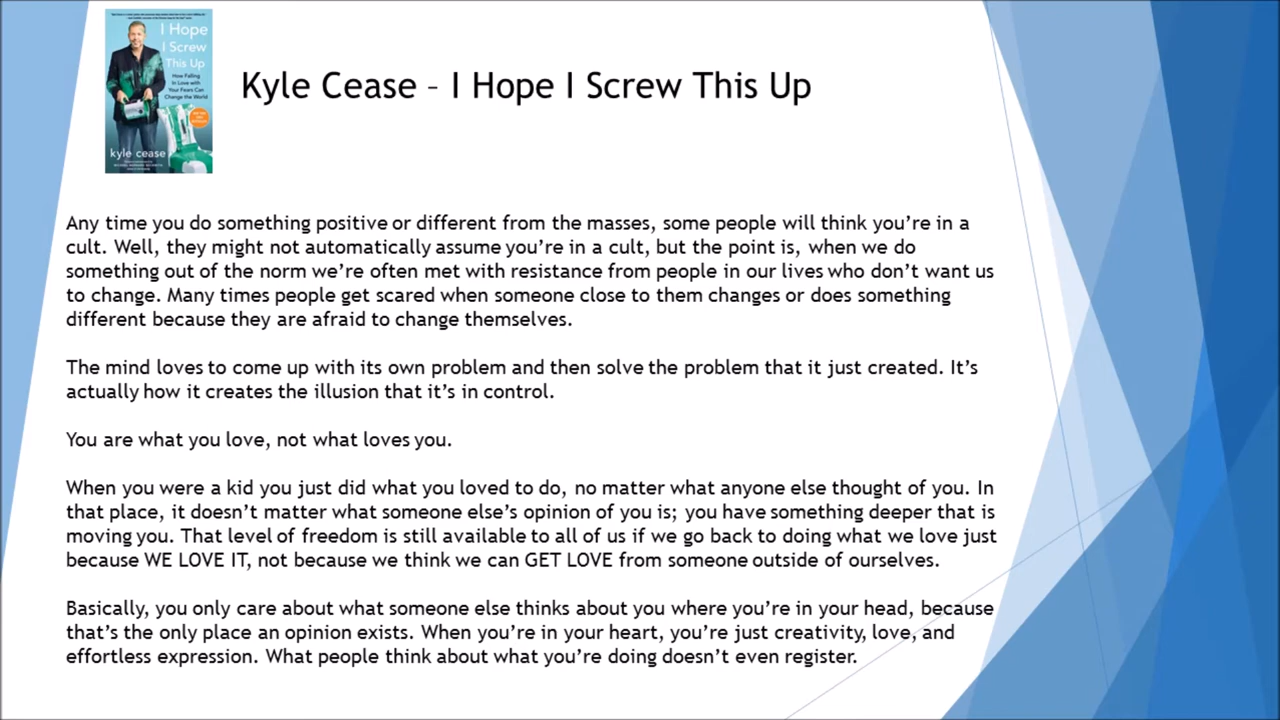 I Hope
I Screw
This Up
How Falling
in Love with
Your Fears Can
Change the World
kyle cease
Kyle Cease – I Hope I Screw This Up
Any time you do something positive or different from the masses, some people will think you’re in a
cult. Well, they might not automatically assume you’re in a cult, but the point is, when we do
something out of the norm we’re often met with resistance from people in our lives who don’t want us
to change. Many times people get scared when someone close to them changes or does something
different because they are afraid to change themselves.
The mind loves to come up with its own problem and then solve the problem that it just created. It’s
actually how it creates the illusion that it’s in control.
You are what you love, not what loves you.
When you were a kid you just did what you loved to do, no matter what anyone else thought of you. In
that place, it doesn’t matter what someone else’s opinion of you is; you have something deeper that is
moving you. That level of freedom is still available to all of us if we go back to doing what we love just
because WE LOVE IT, not because we think we can GET LOVE from someone outside of ourselves.
Basically, you only care about what someone else thinks about you where you’re in your head, because
that’s the only place an opinion exists. When you’re in your heart, you’re just creativity, love, and
effortless expression. What people think about what you’re doing doesn’t even register.